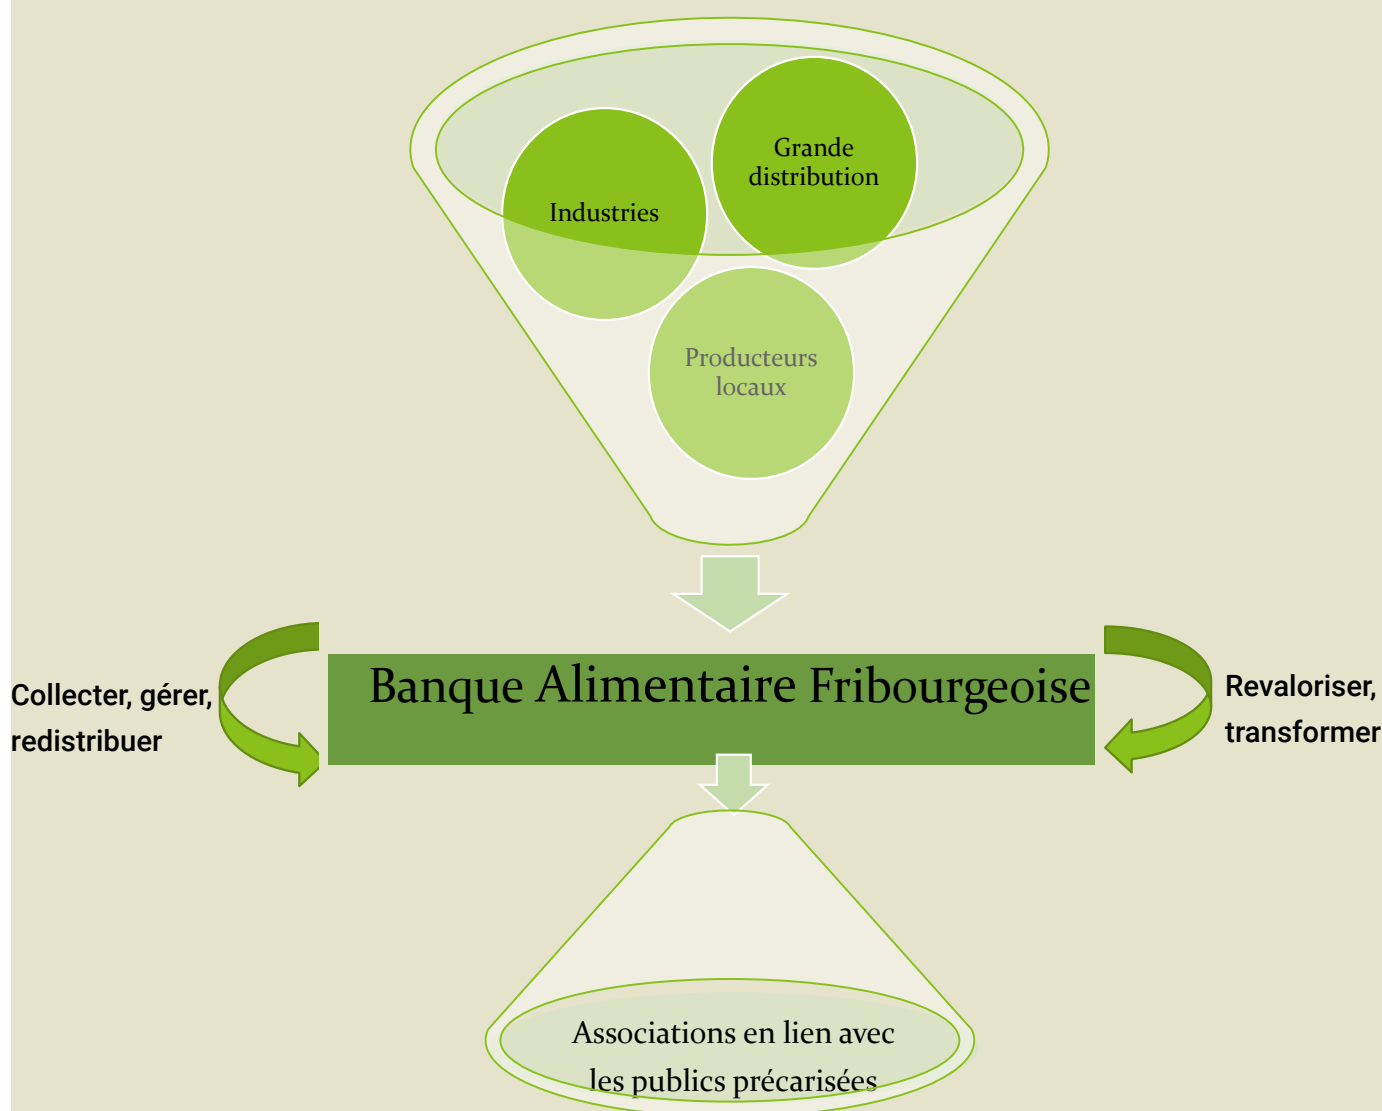 Grande
distribution
Industries
Producteurs
locaux
Banque Alimentaire Fribourgeoise
Collecter, gérer,
redistribuer
Revaloriser,
transformer
Associations en lien avec
les publics précarisées